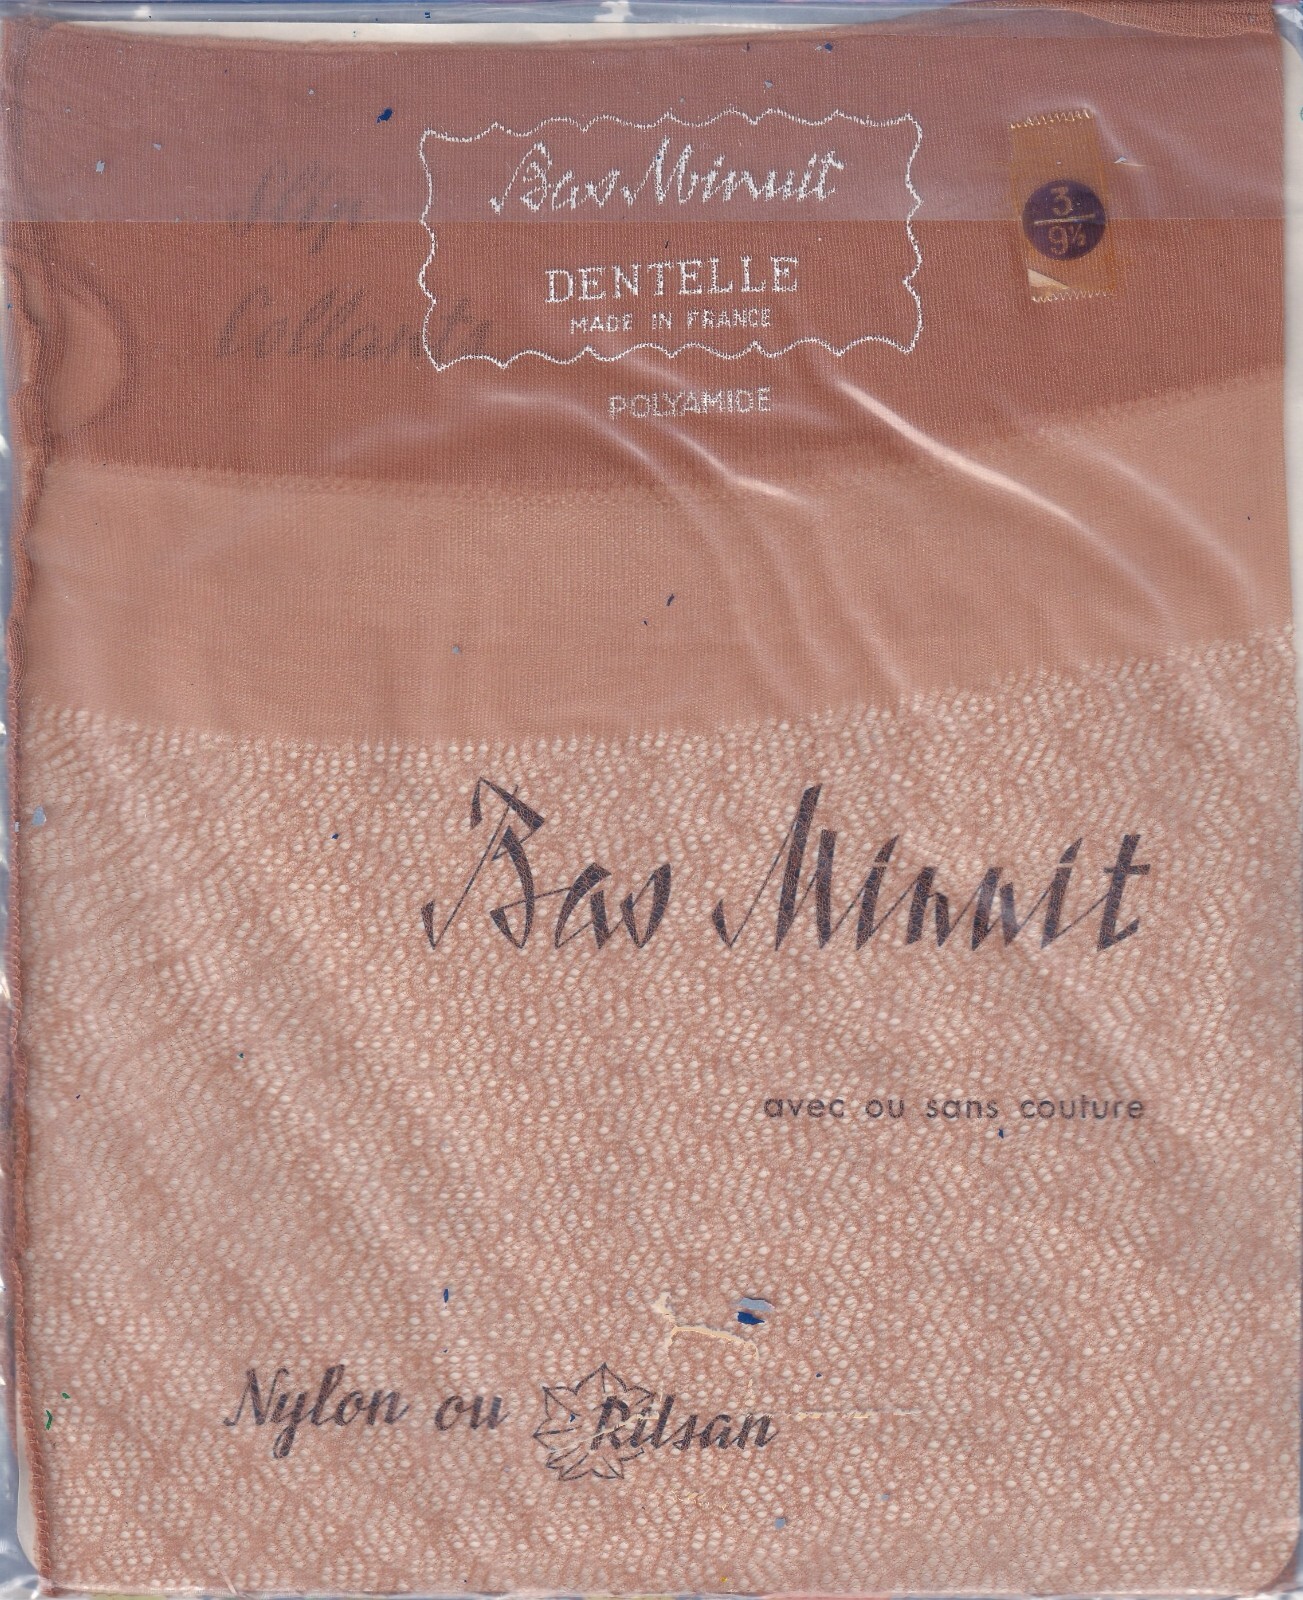 Bas Minuit
DENTELLE
MADE IN FRANCE
POLYAMIDE
3
9½
Slip
Collants
Bas Minuit
avec ou sans couture
Nylon ou Rilsan